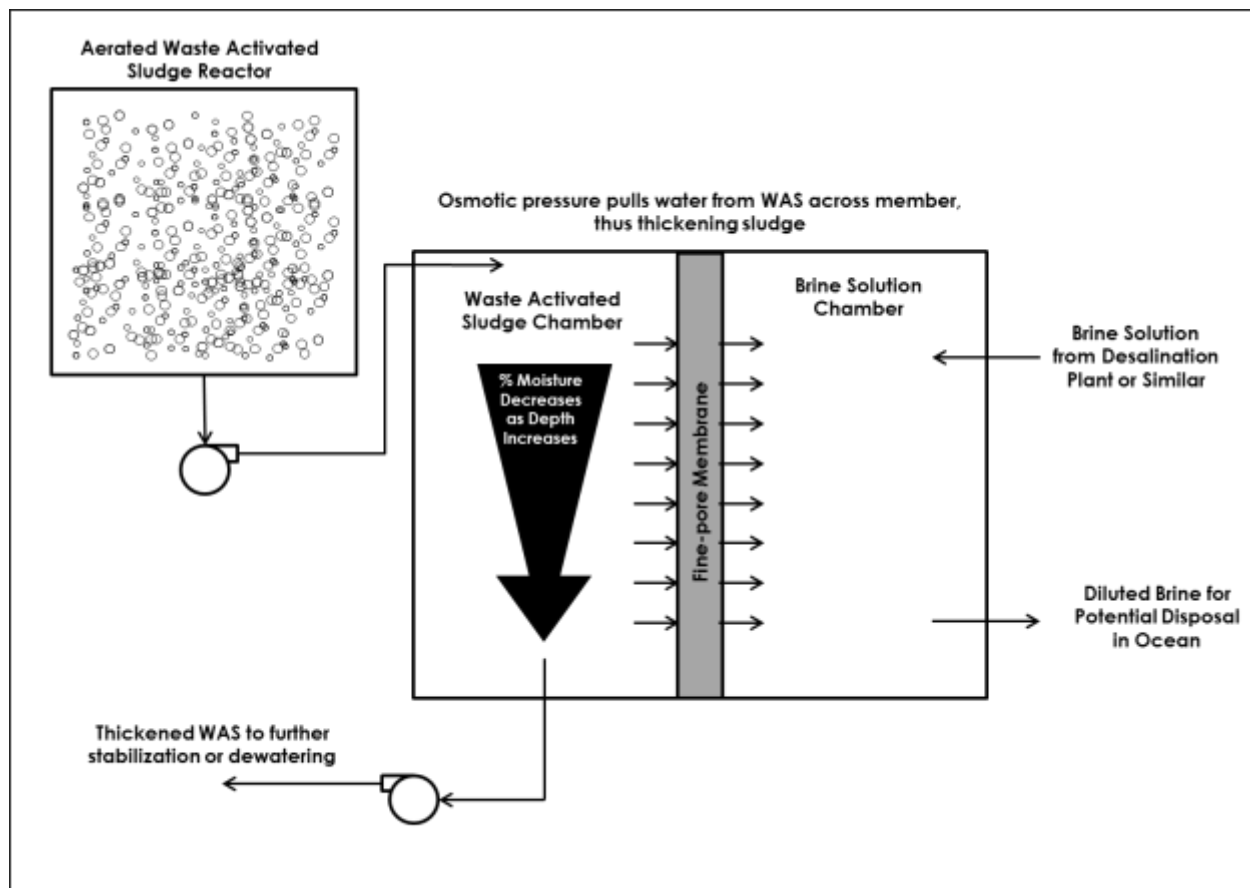 Aerated Waste Activated
Sludge Reactor
Osmotic pressure pulls water from WAS across member,
thus thickening sludge
Waste Activated
Sludge Chamber
% Moisture
Decreases
as Depth
Increases
Fine-pore Membrane
Brine Solution
Chamber
Brine Solution
from Desalination
Plant or Similar
Diluted Brine for
Potential Disposal
in Ocean
Thickened WAS to further
stabilization or dewatering